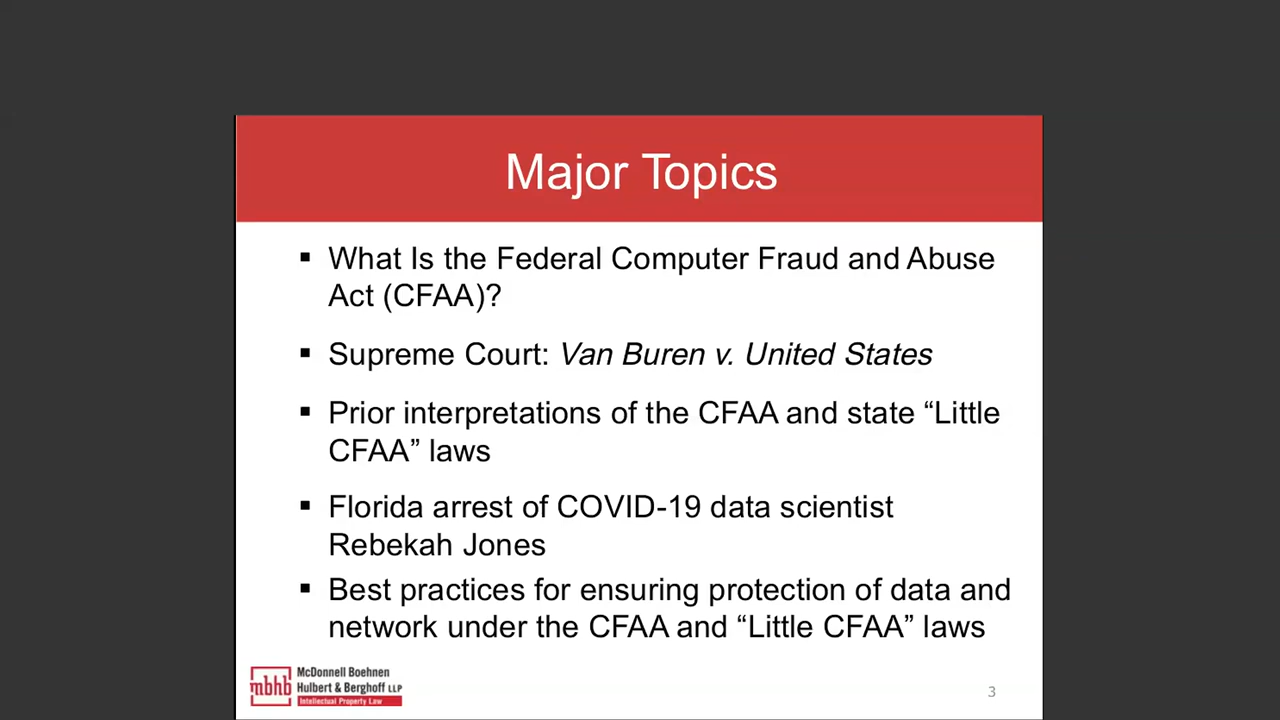 Major Topics
▪ What Is the Federal Computer Fraud and Abuse
Act (CFAA)?
▪ Supreme Court: Van Buren v. United States
▪ Prior interpretations of the CFAA and state “Little
CFAA” laws
▪ Florida arrest of COVID-19 data scientist
Rebekah Jones
▪ Best practices for ensuring protection of data and
network under the CFAA and “Little CFAA” laws
mbhb
McDonnell Boehnen
Hulbert & Berghoff LLP
Intellectual Property Law
3